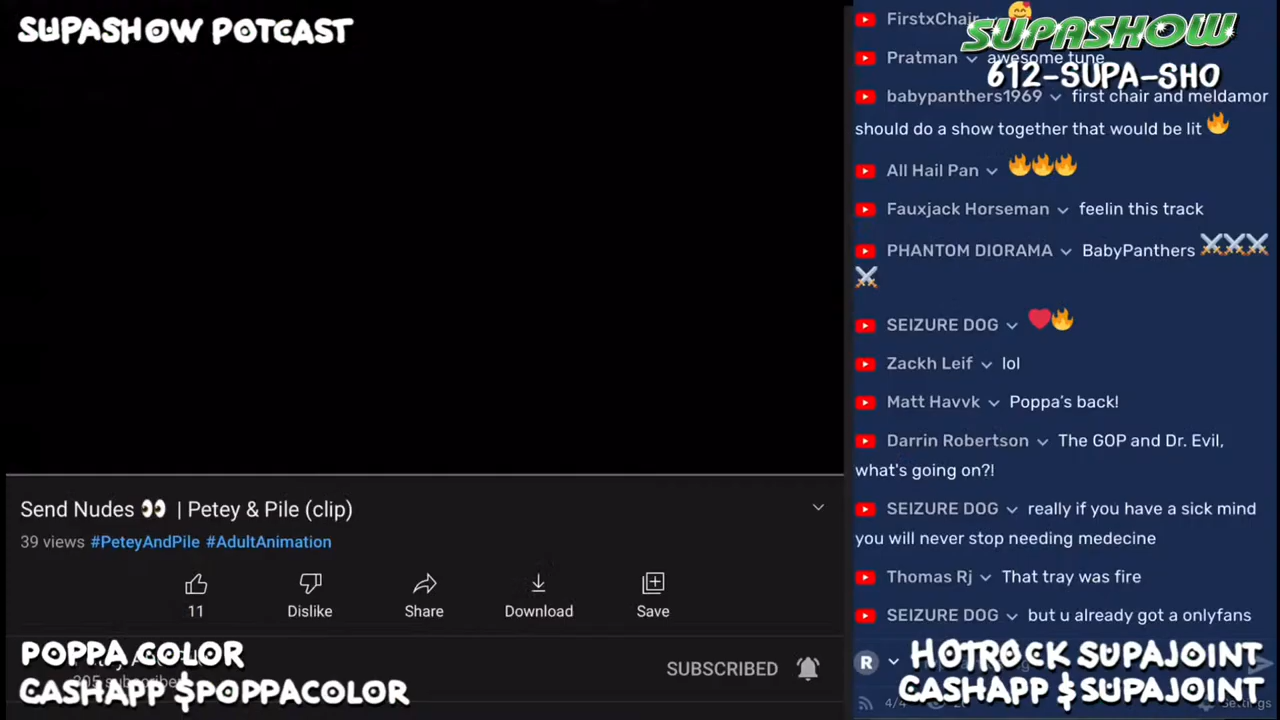 SUPASHOW POTCAST
FirstxChair 🥰
SUPASHOW
Pratman awesome tune
612-SUPA-SHO
babypanthers1969 first chair and meldamor
should do a show together that would be lit 🔥
All Hail Pan 🔥🔥🔥
Fauxjack Horseman feelin this track
PHANTOM DIORAMA BabyPanthers ⚔️⚔️⚔️
⚔️
SEIZURE DOG ❤️🔥
Zackh Leif lol
Matt Havvk Poppa's back!
Darrin Robertson The GOP and Dr. Evil,
what's going on?!
SEIZURE DOG really if you have a sick mind
you will never stop needing medecine
Thomas Rj That tray was fire
SEIZURE DOG but u already got a onlyfans
Send Nudes 👀 | Petey & Pile (clip)
39 views #PeteyAndPile #AdultAnimation
11 Dislike Share Download Save
POPPA COLOR
CASHAPP $POPPACOLOR
SUBSCRIBED
R
HOTROCK SUPAJOINT
CASHAPP $SUPAJOINT
4/4
Settings